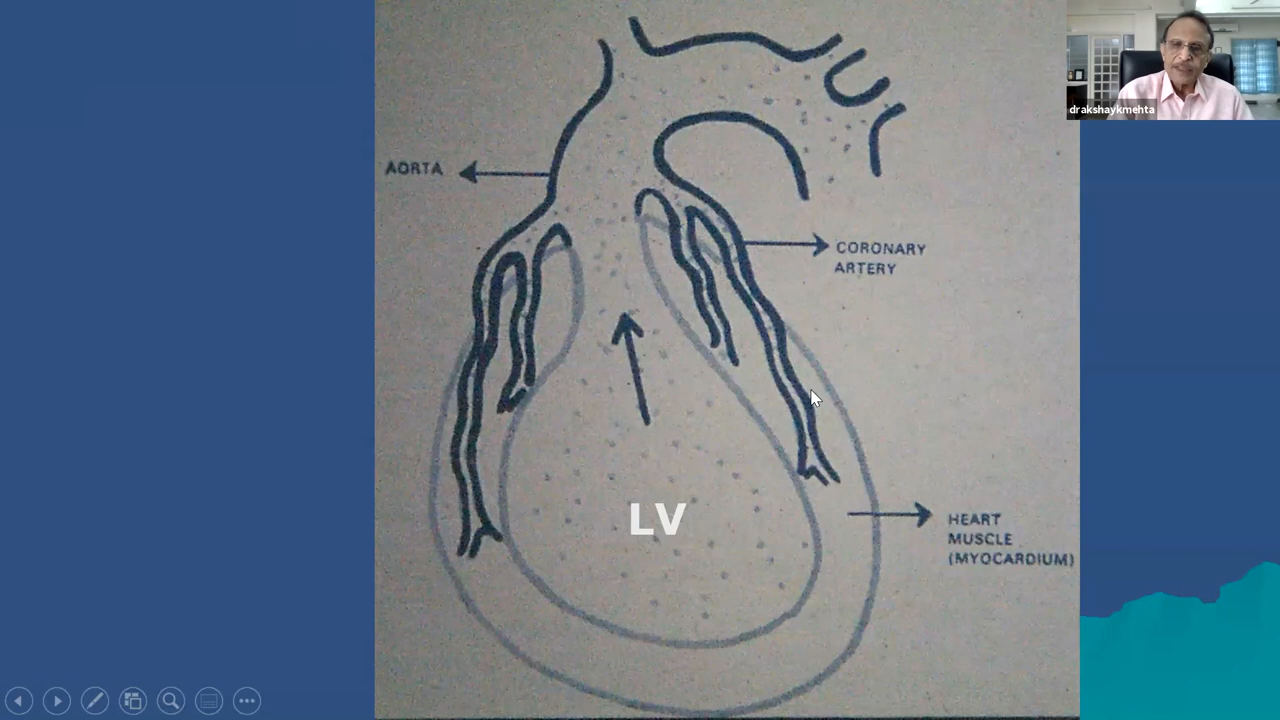 drakshaykmehta
AORTA
CORONARY
ARTERY
LV
HEART
MUSCLE
(MYOCARDIUM)